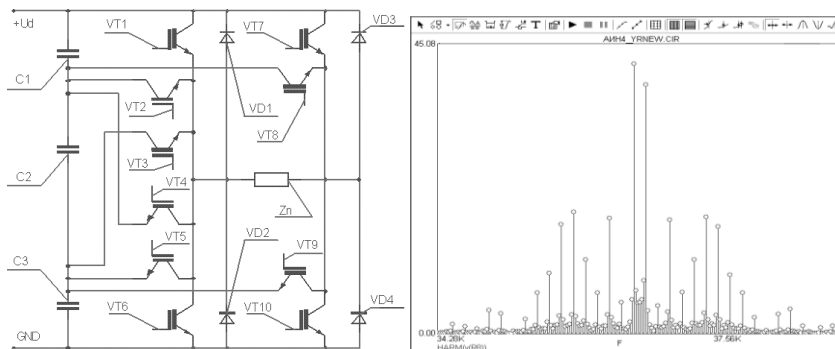 +Ud
VT1
VT7
VD3
C1
VT2
VD1
VT8
VT3
C2
VT4
Zn
VT5
VD2
VT9
C3
VT6
VT10
VD4
GND
T
АИН4_YRNEW.CIR
45.08
0.00
34.28K
37.56K
F